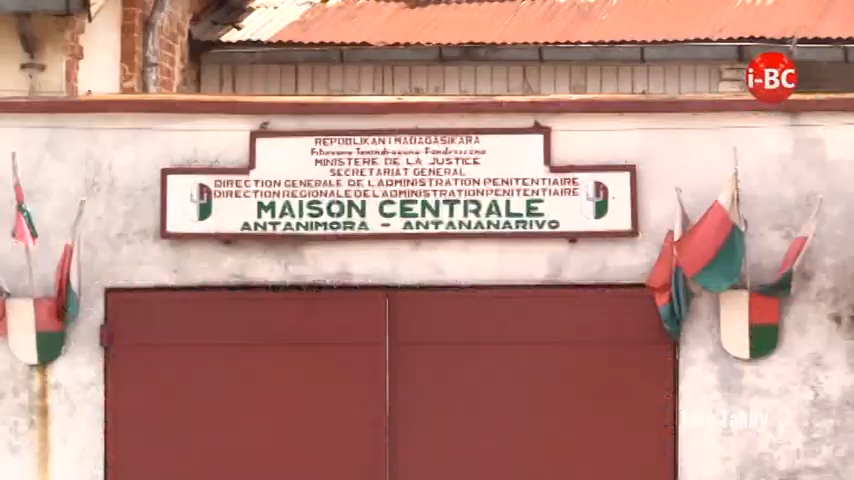 i-BC
REPOBLIKAN'I MADAGASIKARA
Fitiavana Tanindrazana Fandrosoana
MINISTERE DE LA JUSTICE
SECRETARIAT GENERAL
DIRECTION GENERALE DE L'ADMINISTRATION PENITENTIAIRE
DIRECTION REGIONALE DE L'ADMINISTRATION PENITENTIAIRE
MAISON CENTRALE
ANTANIMORA - ANTANANARIVO